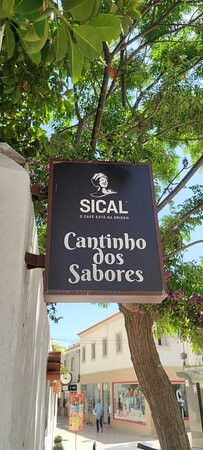 SICAL
O CAFÉ ESTÁ NA ORIGEM
Cantinho
dos
Sabores